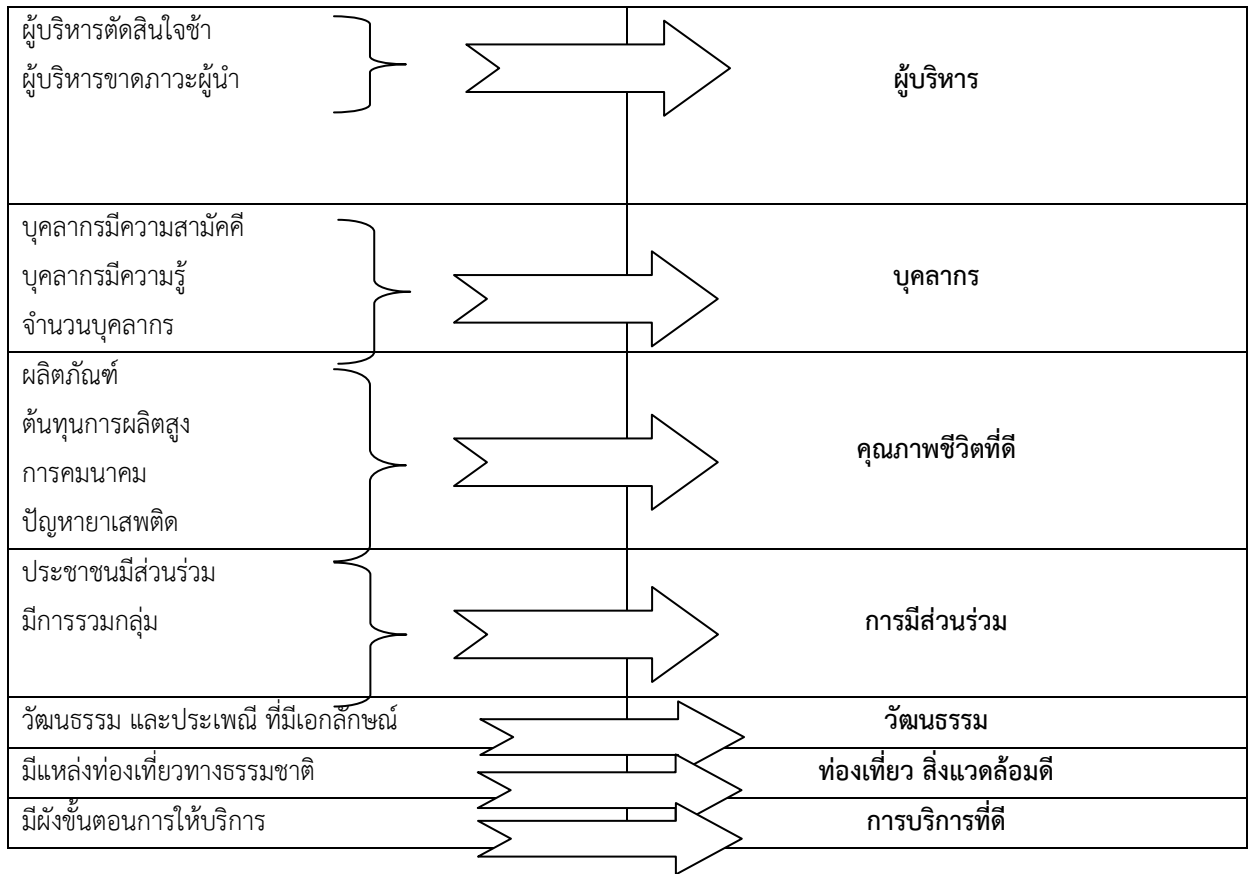 ผู้บริหารตัดสินใจช้า
ผู้บริหารขาดภาวะผู้นำ
ผู้บริหาร
บุคลากรมีความสามัคคี
บุคลากรมีความรู้
จำนวนบุคลากร
บุคลากร
ผลิตภัณฑ์
ต้นทุนการผลิตสูง
การคมนาคม
ปัญหายาเสพติด
คุณภาพชีวิตที่ดี
ประชาชนมีส่วนร่วม
มีการรวมกลุ่ม
การมีส่วนร่วม
วัฒนธรรม และประเพณี ที่มีเอกลักษณ์
วัฒนธรรม
มีแหล่งท่องเที่ยวทางธรรมชาติ
ท่องเที่ยว สิ่งแวดล้อมดี
มีผังขั้นตอนการให้บริการ
การบริการที่ดี